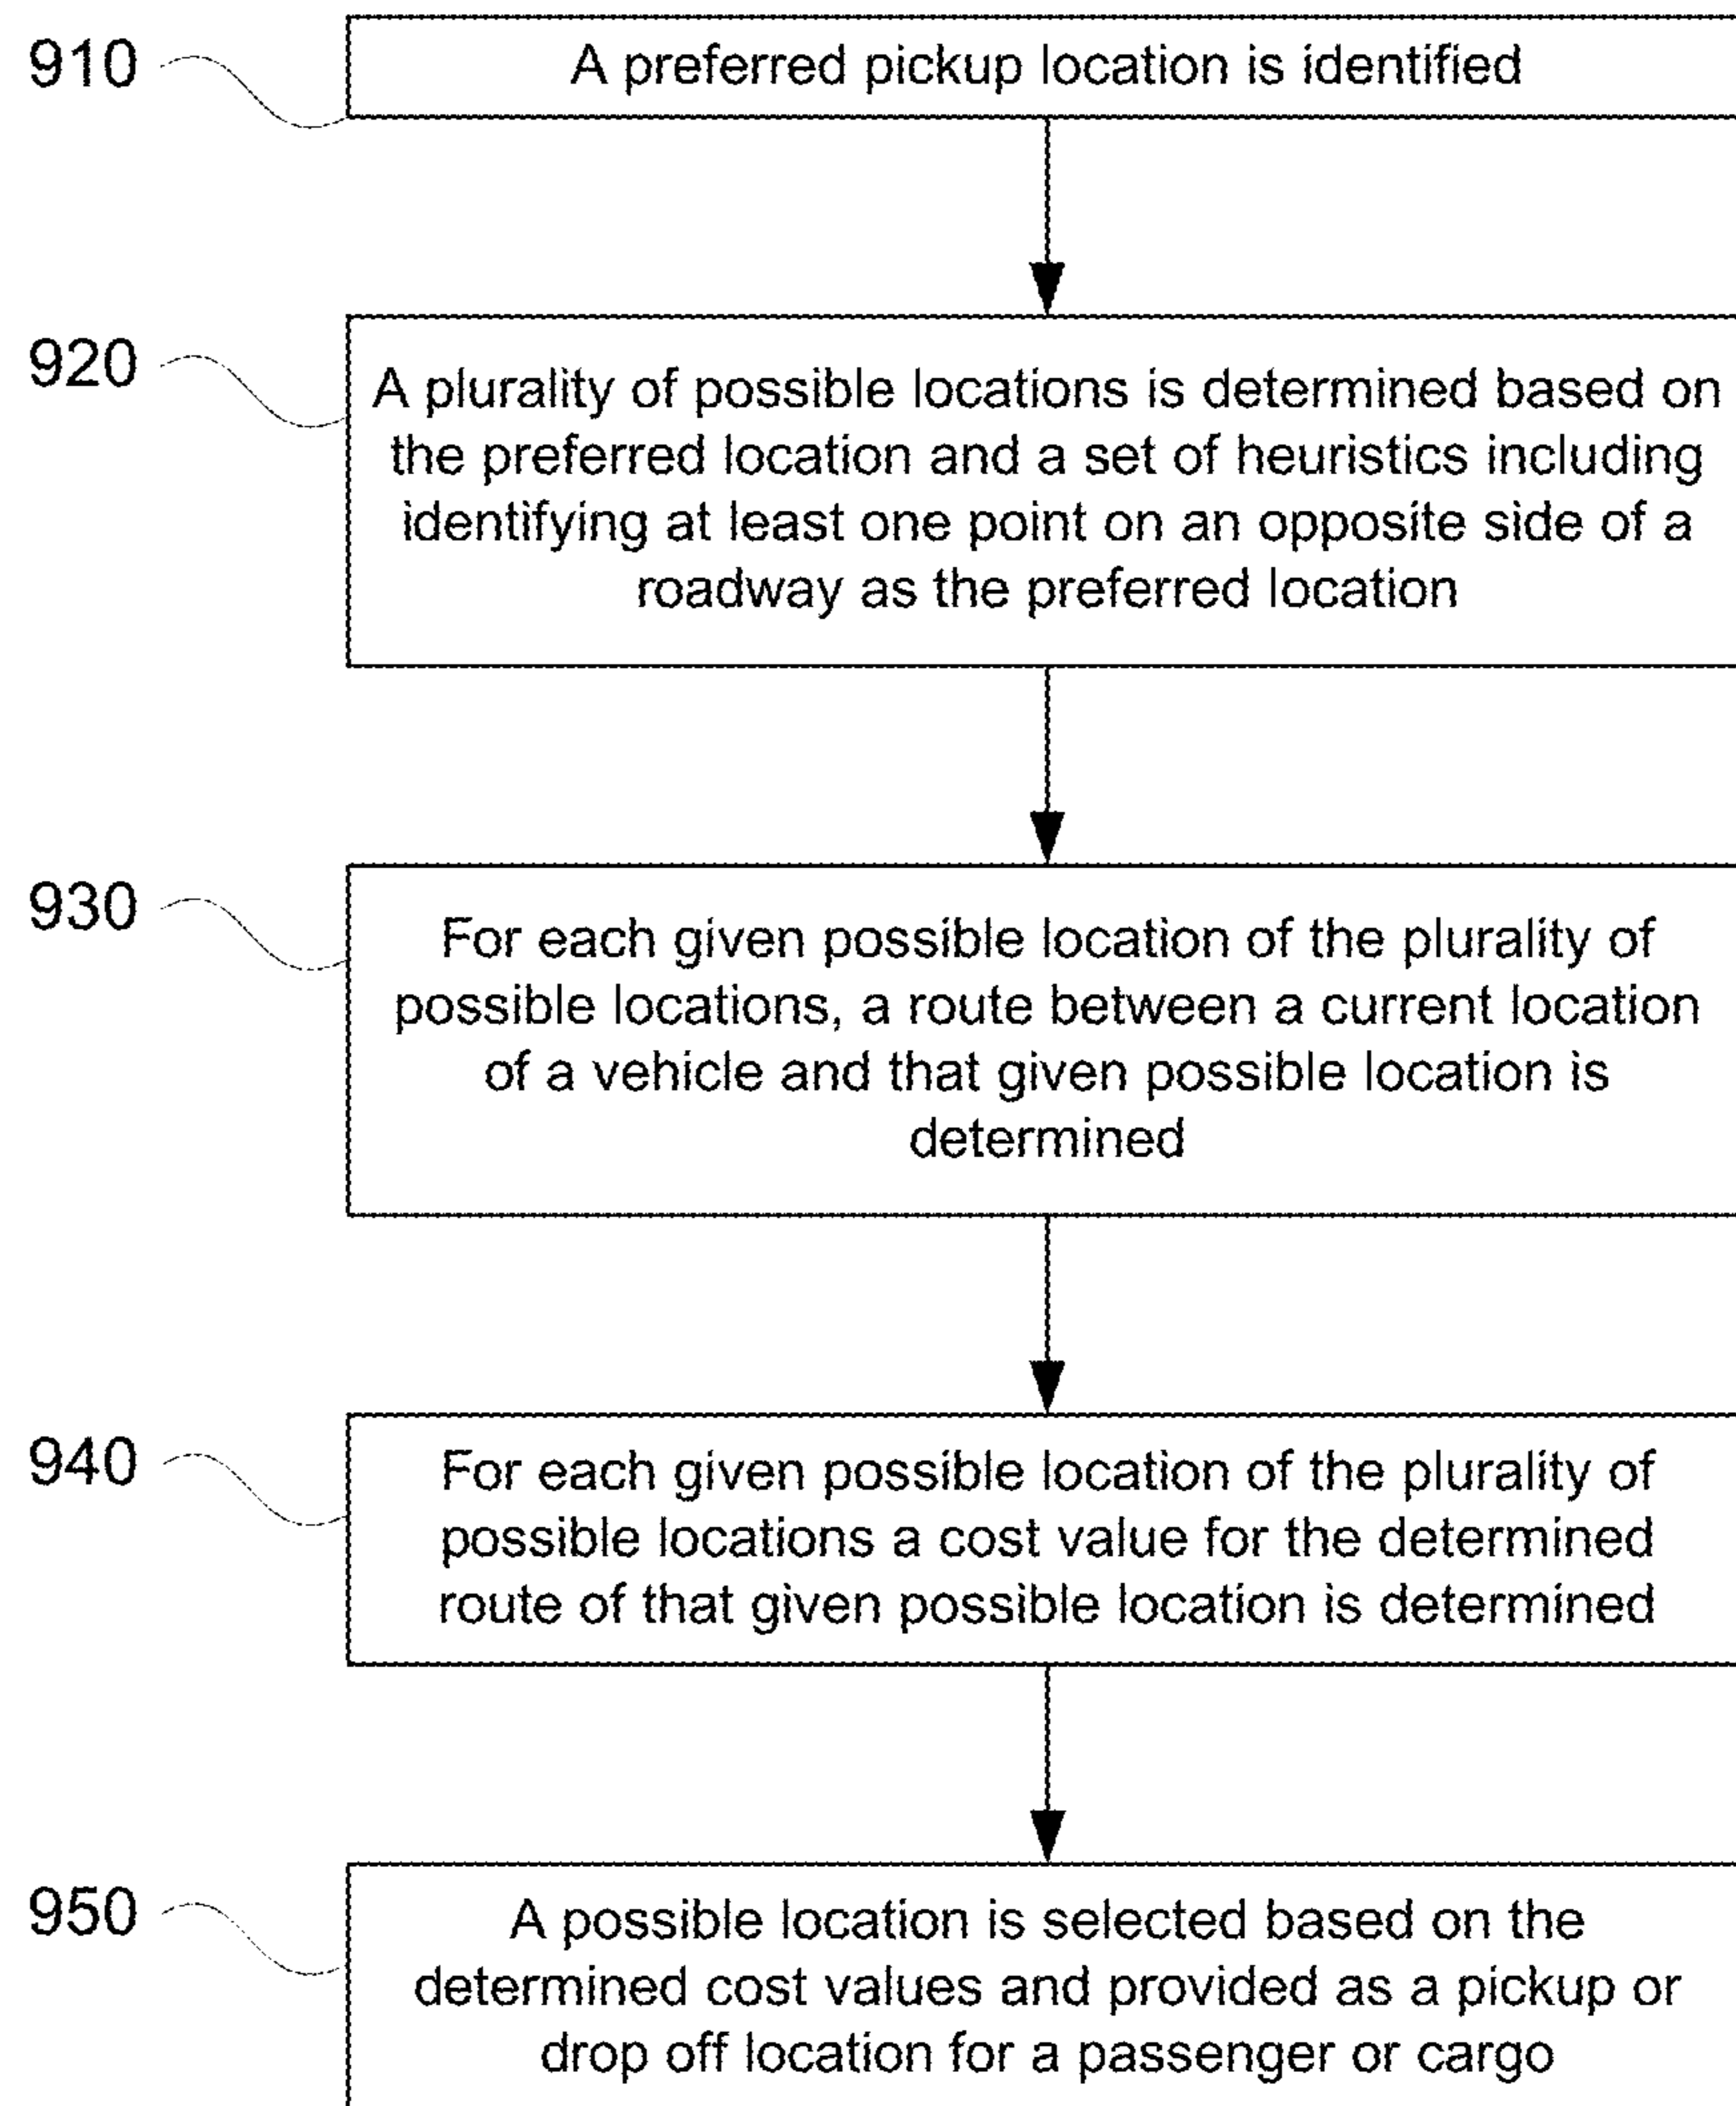 910
A preferred pickup location is identified
920
A plurality of possible locations is determined based on
the preferred location and a set of heuristics including
identifying at least one point on an opposite side of a
roadway as the preferred location
930
For each given possible location of the plurality of
possible locations, a route between a current location
of a vehicle and that given possible location is
determined
940
For each given possible location of the plurality of
possible locations a cost value for the determined
route of that given possible location is determined
950
A possible location is selected based on the
determined cost values and provided as a pickup or
drop off location for a passenger or cargo